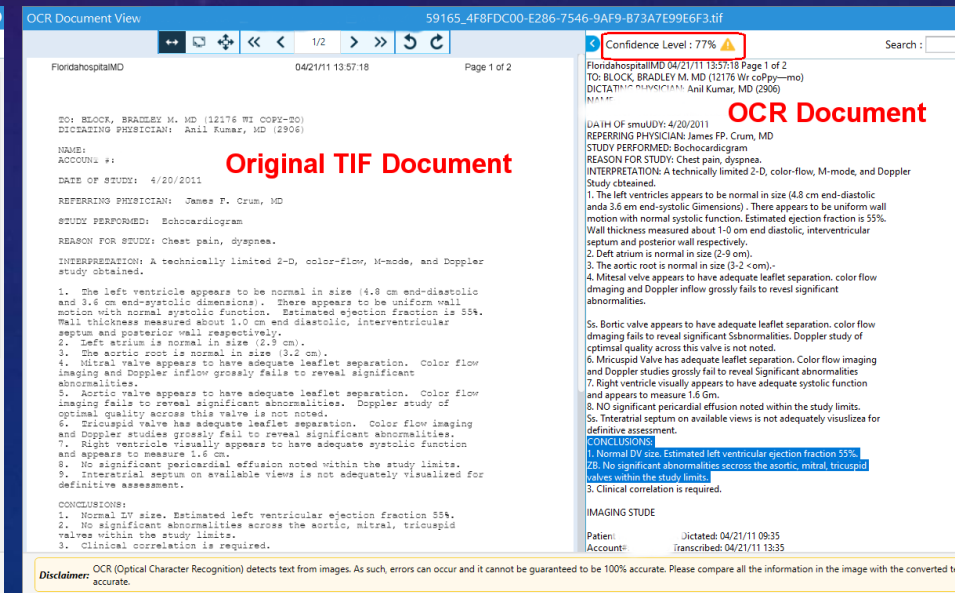 OCR Document View
59165_4F8FDC00-E286-7546-9AF9-B73A7E99E6F3.tif
1/2
Confidence Level : 77%
Search :
FloridahospitalMD 04/21/11 13:57:18 Page 1 of 2
Original TIF Document
TO: BLOCK, BRADLEY M. MD (12176 WI COPY-TO)
DICTATING PHYSICIAN: Anil Kumar, MD (2906)
NAME:
ACCOUNT #:
DATE OF STUDY: 4/20/2011
REFERRING PHYSICIAN: James F. Crum, MD
STUDY PERFORMED: Echocardiogram
REASON FOR STUDY: Chest pain, dyspnea.
INTERPRETATION: A technically limited 2-D, color-flow, M-mode, and Doppler
study obtained.
1. The left ventricle appears to be normal in size (4.8 cm end-diastolic
and 3.6 cm end-systolic dimensions). There appears to be uniform wall
motion with normal systolic function. Estimated ejection fraction is 55%.
Wall thickness measured about 1.0 cm end diastolic, interventricular
septum and posterior wall respectively.
2. Left atrium is normal in size (2.9 cm).
3. The aortic root is normal in size (3.2 cm).
4. Mitral valve appears to have adequate leaflet separation. Color flow
imaging and Doppler inflow grossly fails to reveal significant
abnormalities.
5. Aortic valve appears to have adequate leaflet separation. Color flow
imaging fails to reveal significant abnormalities. Doppler study of
optimal quality across this valve is not noted.
6. Tricuspid valve has adequate leaflet separation. Color flow imaging
and Doppler studies grossly fail to reveal significant abnormalities.
7. Right ventricle visually appears to have adequate systolic function
and appears to measure 1.6 cm.
8. No significant pericardial effusion noted within the study limits.
9. Interatrial septum on available views is not adequately visualized for
definitive assessment.
CONCLUSIONS:
1. Normal LV size. Estimated left ventricular ejection fraction 55%.
2. No significant abnormalities across the aortic, mitral, tricuspid
valves within the study limits.
3. Clinical correlation is required.
FloridahospitallMD 04/21/11 13:57:18 Page 1 of 2
TO: BLOCK, BRADLEY M. MD (12176 Wr coPpy—mo)
DICTATING PHYSICIAN: Anil Kumar, MD (2906)
OCR Document
DATH OF smuUDY: 4/20/2011
REPERRING PHYSICIAN: James FP. Crum, MD
STUDY PERFORMED: Bochocardicgram
REASON FOR STUDY: Chest pain, dyspnea.
INTERPRETATION: A technically limited 2-D, color-flow, M-mode, and Doppler
Study cbteained.
1. The left ventricles appears to be normal in size (4.8 cm end-diastolic
anda 3.6 em end-systolic Gimensions) . There appears to be uniform wall
motion with normal systolic function. Estimated ejection fraction is 55%.
Wall thickness measured about 1-0 om end diastolic, interventricular
septum and posterior wall respectively.
2. Deft atrium is normal in size (2-9 om).
3. The aortic root is normal in size (3-2 <om).-
4. Mitesal velve appears to have adequate leaflet separation. color flow
dmaging and Doppler inflow grossly fails to revesl significant
abnormalities.
Ss. Bortic valve appears to have adequate leaflet separation. color flow
dmaging fails to reveal significant Ssbnormalities. Doppler study of
cptimsal quality across this valve is not noted.
6. Mricuspid Valve has adequate leaflet separation. Color flow imaging
and Doppler studies grossly fail to reveal Significant abnormalities
7. Right ventricle visually appears to have adequate systolic function
and appears to measure 1.6 Gm.
8. NO significant pericardial effusion noted within the study limits.
Ss. Tnteratrial septum on available views is not adequately visuslizea for
definitive assessment.
CONCLUSIONS:
1. Normal DV size. Estimated left ventricular ejection fraction 55%.
ZB. No significant abnormalities secross the asortic, mitral, tricuspid
valves within the study limits.
3. Clinical correlation is required.
IMAGING STUDE
Patient Dictated: 04/21/11 09:35
Account# Transcribed: 04/21/11 13:35
Disclaimer: OCR (Optical Character Recognition) detects text from images. As such, errors can occur and it cannot be guaranteed to be 100% accurate. Please compare all the information in the image with the converted
accurate.